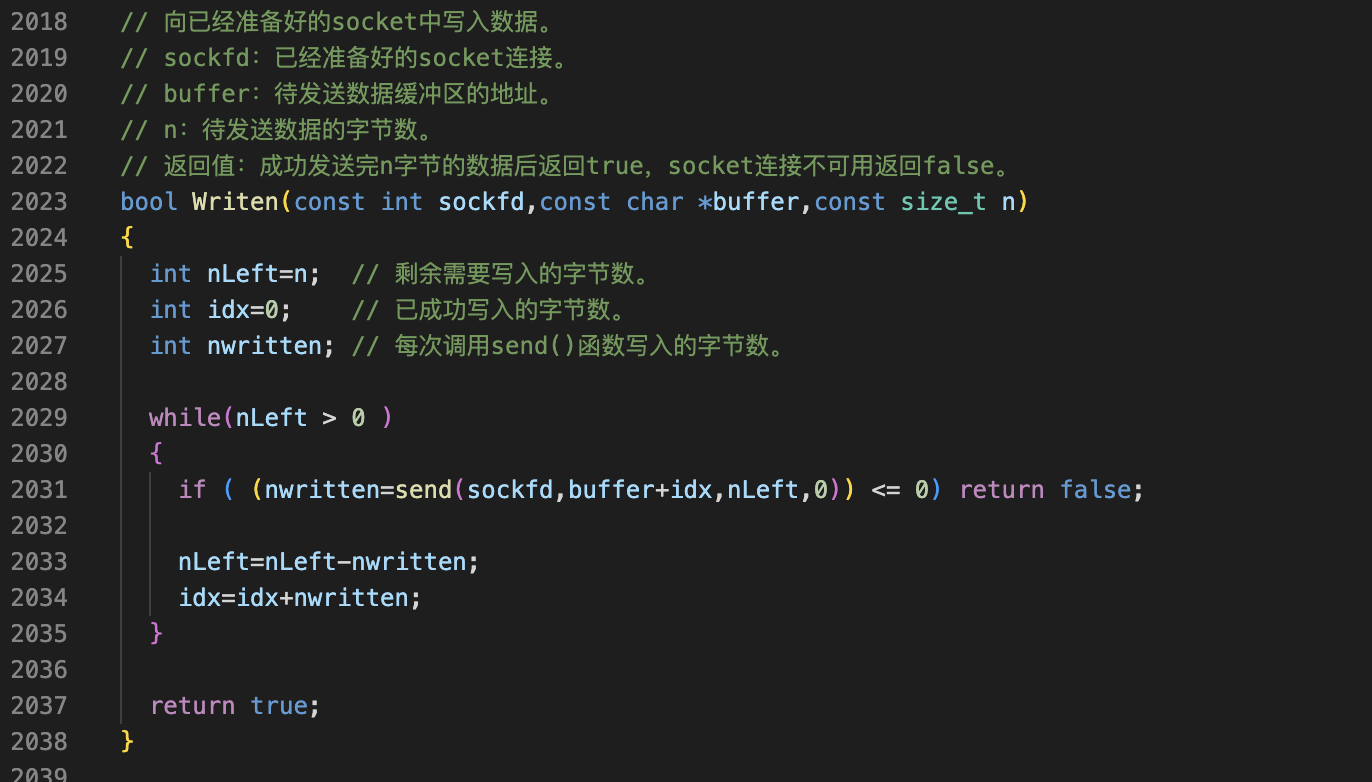 2018 // 向已经准备好的socket中写入数据。
2019 // sockfd：已经准备好的socket连接。
2020 // buffer：待发送数据缓冲区的地址。
2021 // n：待发送数据的字节数。
2022 // 返回值：成功发送完n字节的数据后返回true，socket连接不可用返回false。
2023 bool Writen(const int sockfd,const char *buffer,const size_t n)
2024 {
2025 int nLeft=n;  // 剩余需要写入的字节数。
2026 int idx=0;    // 已成功写入的字节数。
2027 int nwritten; // 每次调用send()函数写入的字节数。
2028
2029 while(nLeft > 0 )
2030 {
2031 if ( (nwritten=send(sockfd,buffer+idx,nLeft,0)) <= 0) return false;
2032
2033 nLeft=nLeft-nwritten;
2034 idx=idx+nwritten;
2035 }
2036
2037 return true;
2038 }
2039